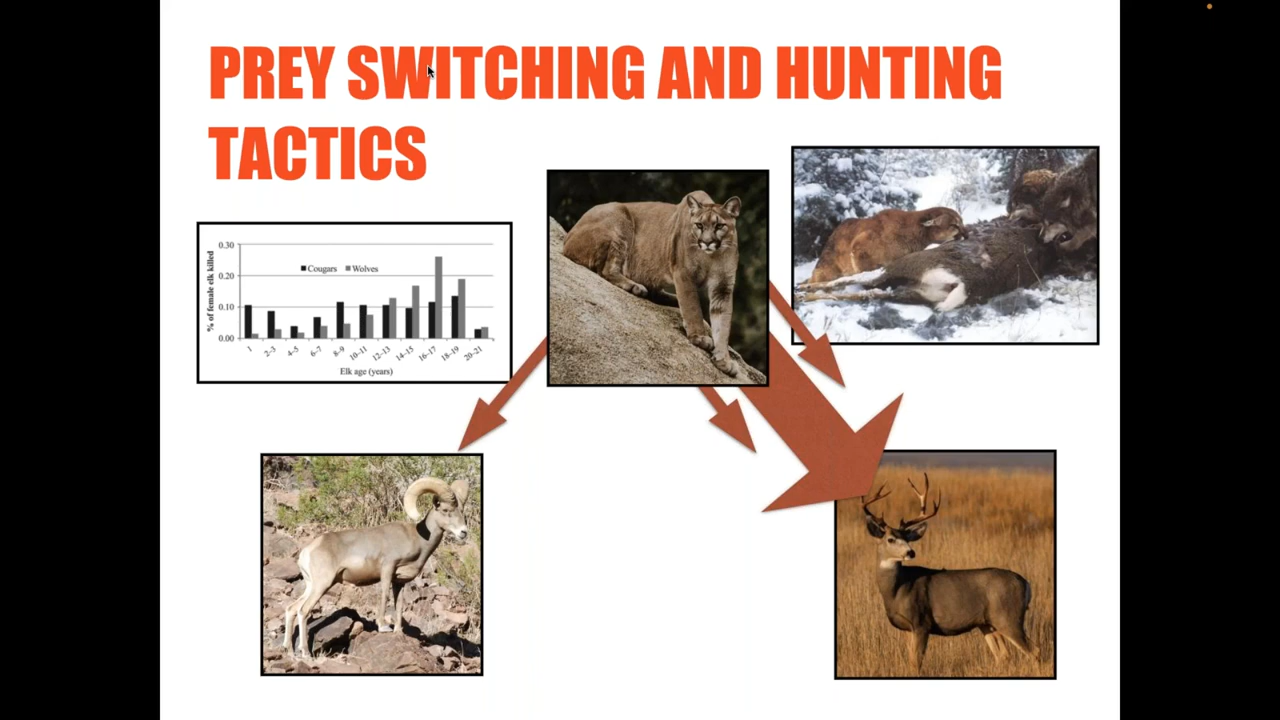 PREY SWITCHING AND HUNTING
TACTICS
0.30
0.20
0.10
0.00
% of female elk killed
Cougars Wolves
1 2–3 4–5 6–7 8–9 10–11 12–13 14–15 16–17 18–19 20–21
Elk age (years)